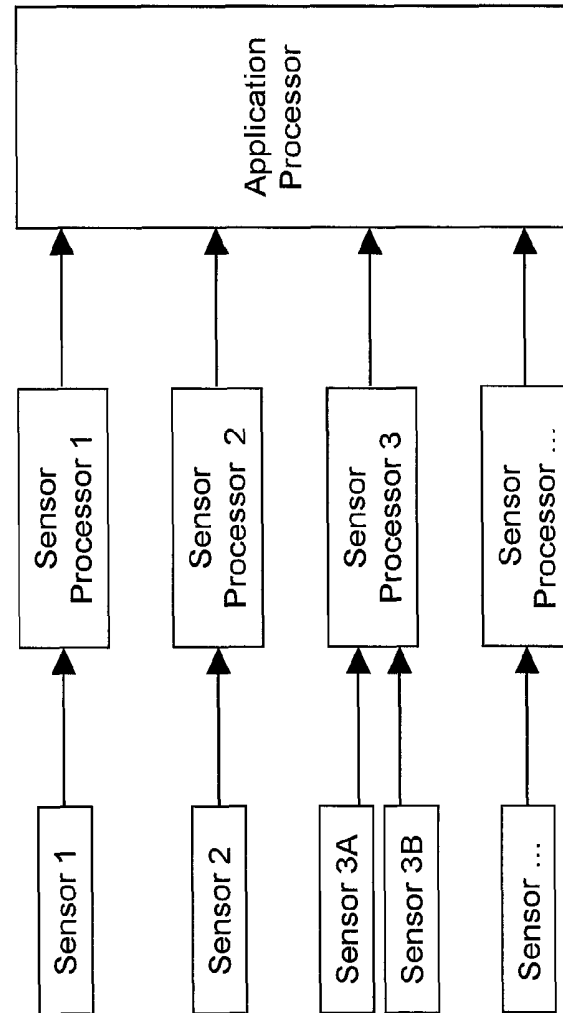 Sensor 1
Sensor 2
Sensor 3A
Sensor 3B
Sensor ...
Sensor
Processor 1
Sensor
Processor 2
Sensor
Processor 3
Sensor
Processor ...
Application
Processor